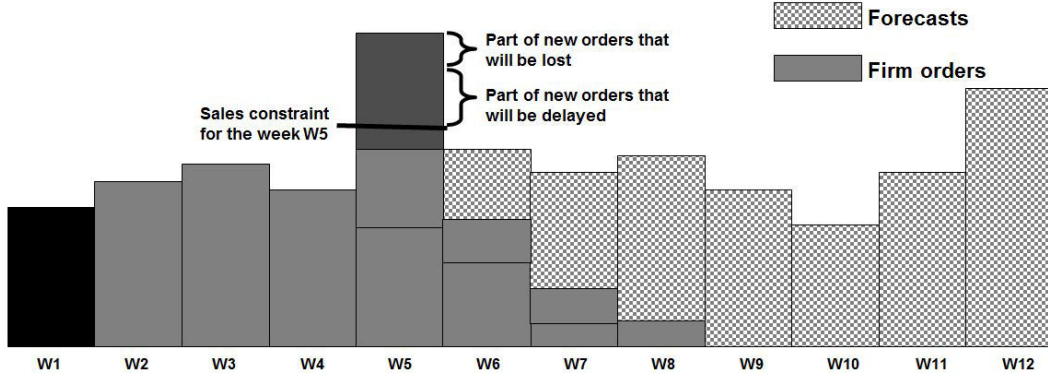 Forecasts
Part of new orders that
will be lost
Firm orders
Part of new orders that
will be delayed
Sales constraint
for the week W5
W1 W2 W3 W4 W5 W6 W7 W8 W9 W10 W11 W12